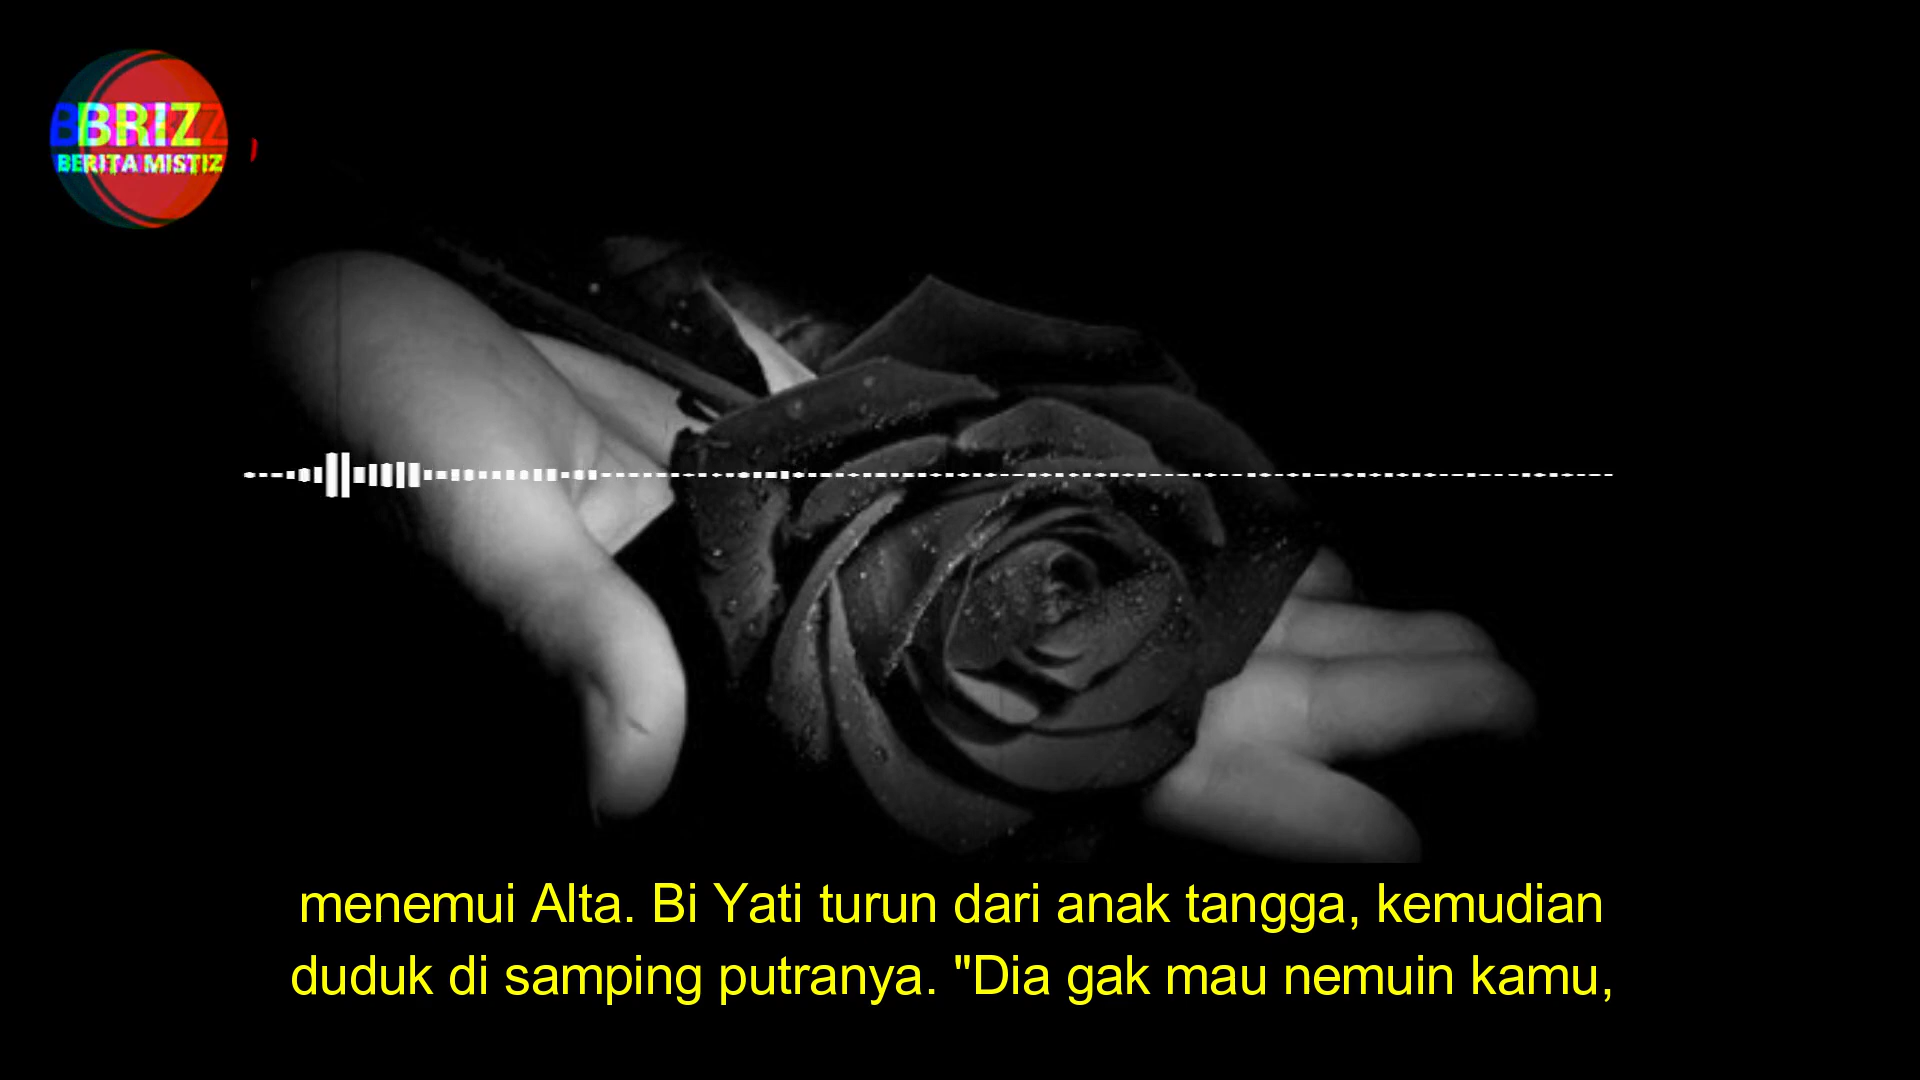 BRIZ
BERITA MISTIZ
menemui Alta. Bi Yati turun dari anak tangga, kemudian
duduk di samping putranya. "Dia gak mau nemuin kamu,